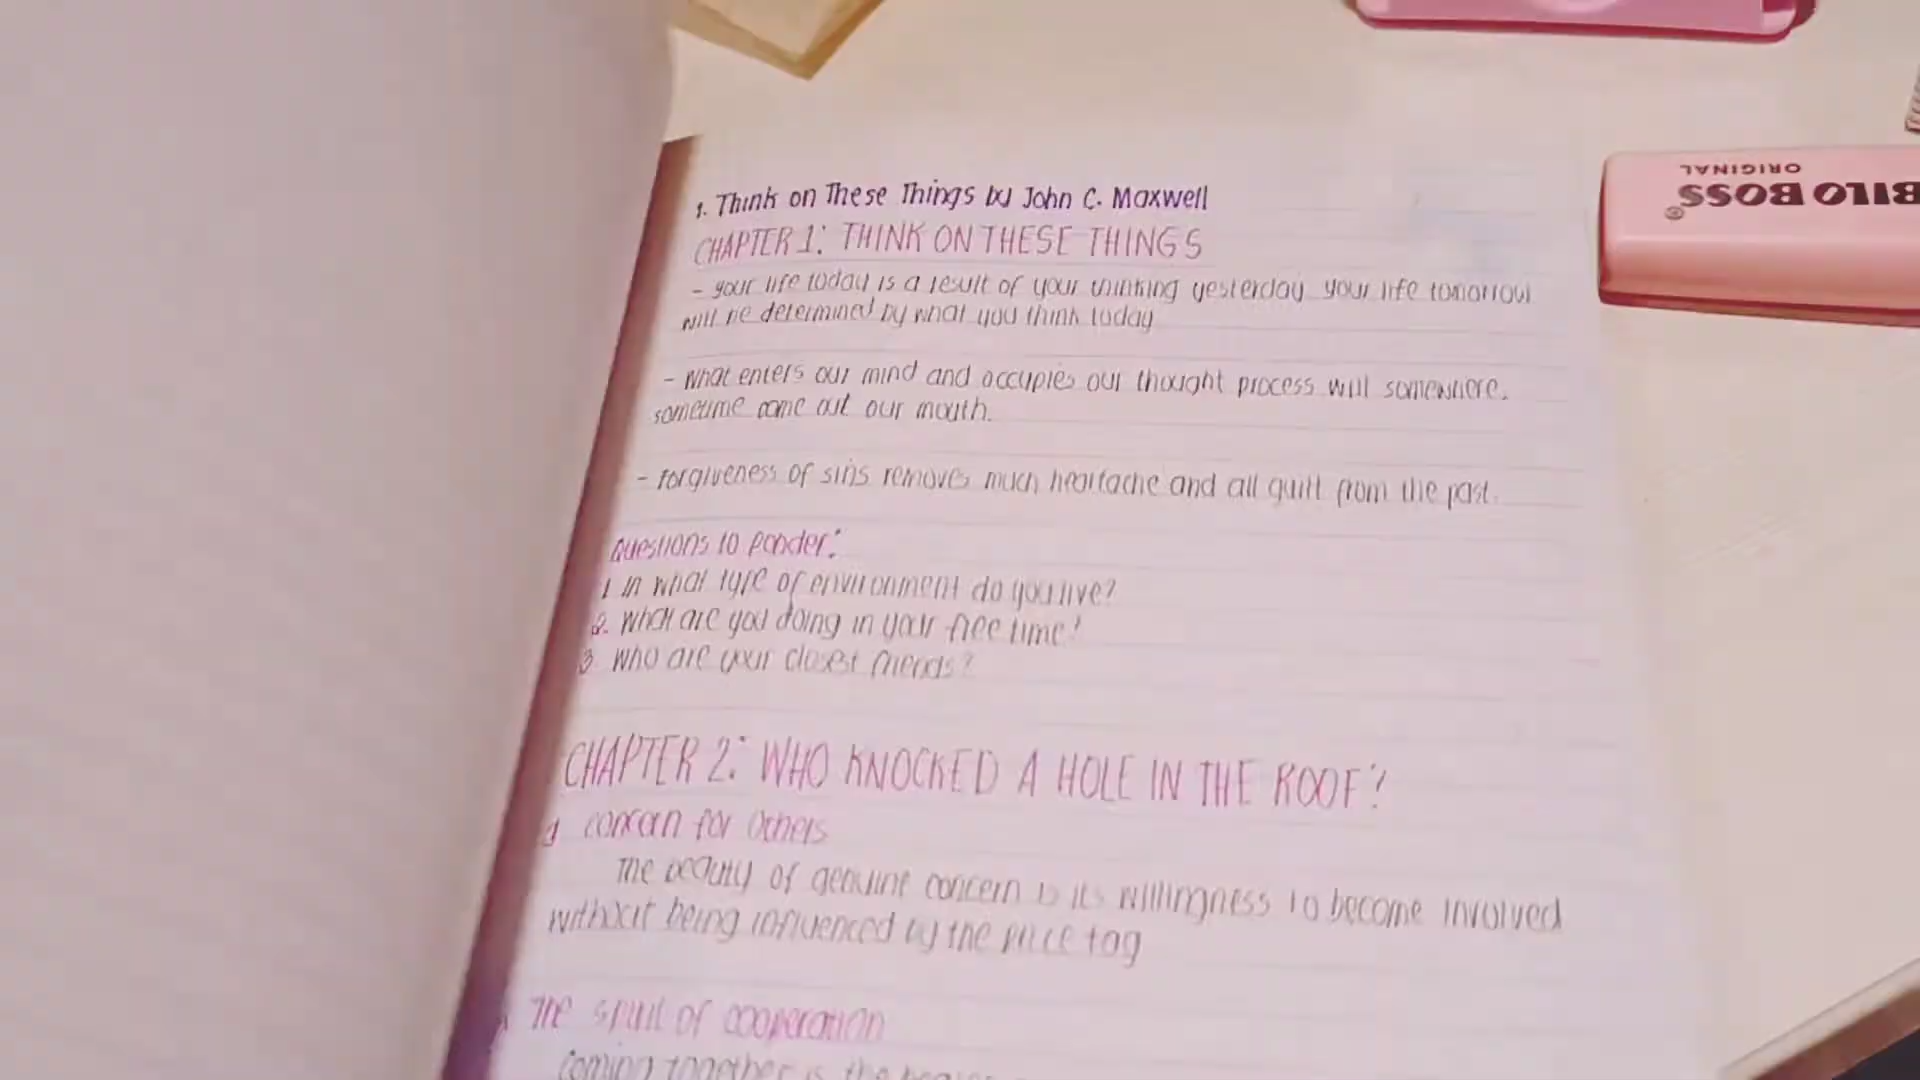 1. Think on These Things by John C. Maxwell
CHAPTER 1: THINK ON THESE THINGS
- your life today is a result of your thinking yesterday your life tomorrow
will be determined by what you think today
- what enters our mind and occupies our thought process will somewhere,
sometime come out our mouth.
- forgiveness of sins removes much heartache and all guilt from the past.
Questions to ponder:
1 In what type of environment do you live?
2. What are you doing in your free time?
3 Who are your closest friends?
CHAPTER 2: WHO KNOCKED A HOLE IN THE ROOF?
1 concern for others
The beauty of genuine concern is its willingness to become involved
without being influenced by the price tag
The spirit of cooperation
Coming together is the
BILO BOSS®
ORIGINAL